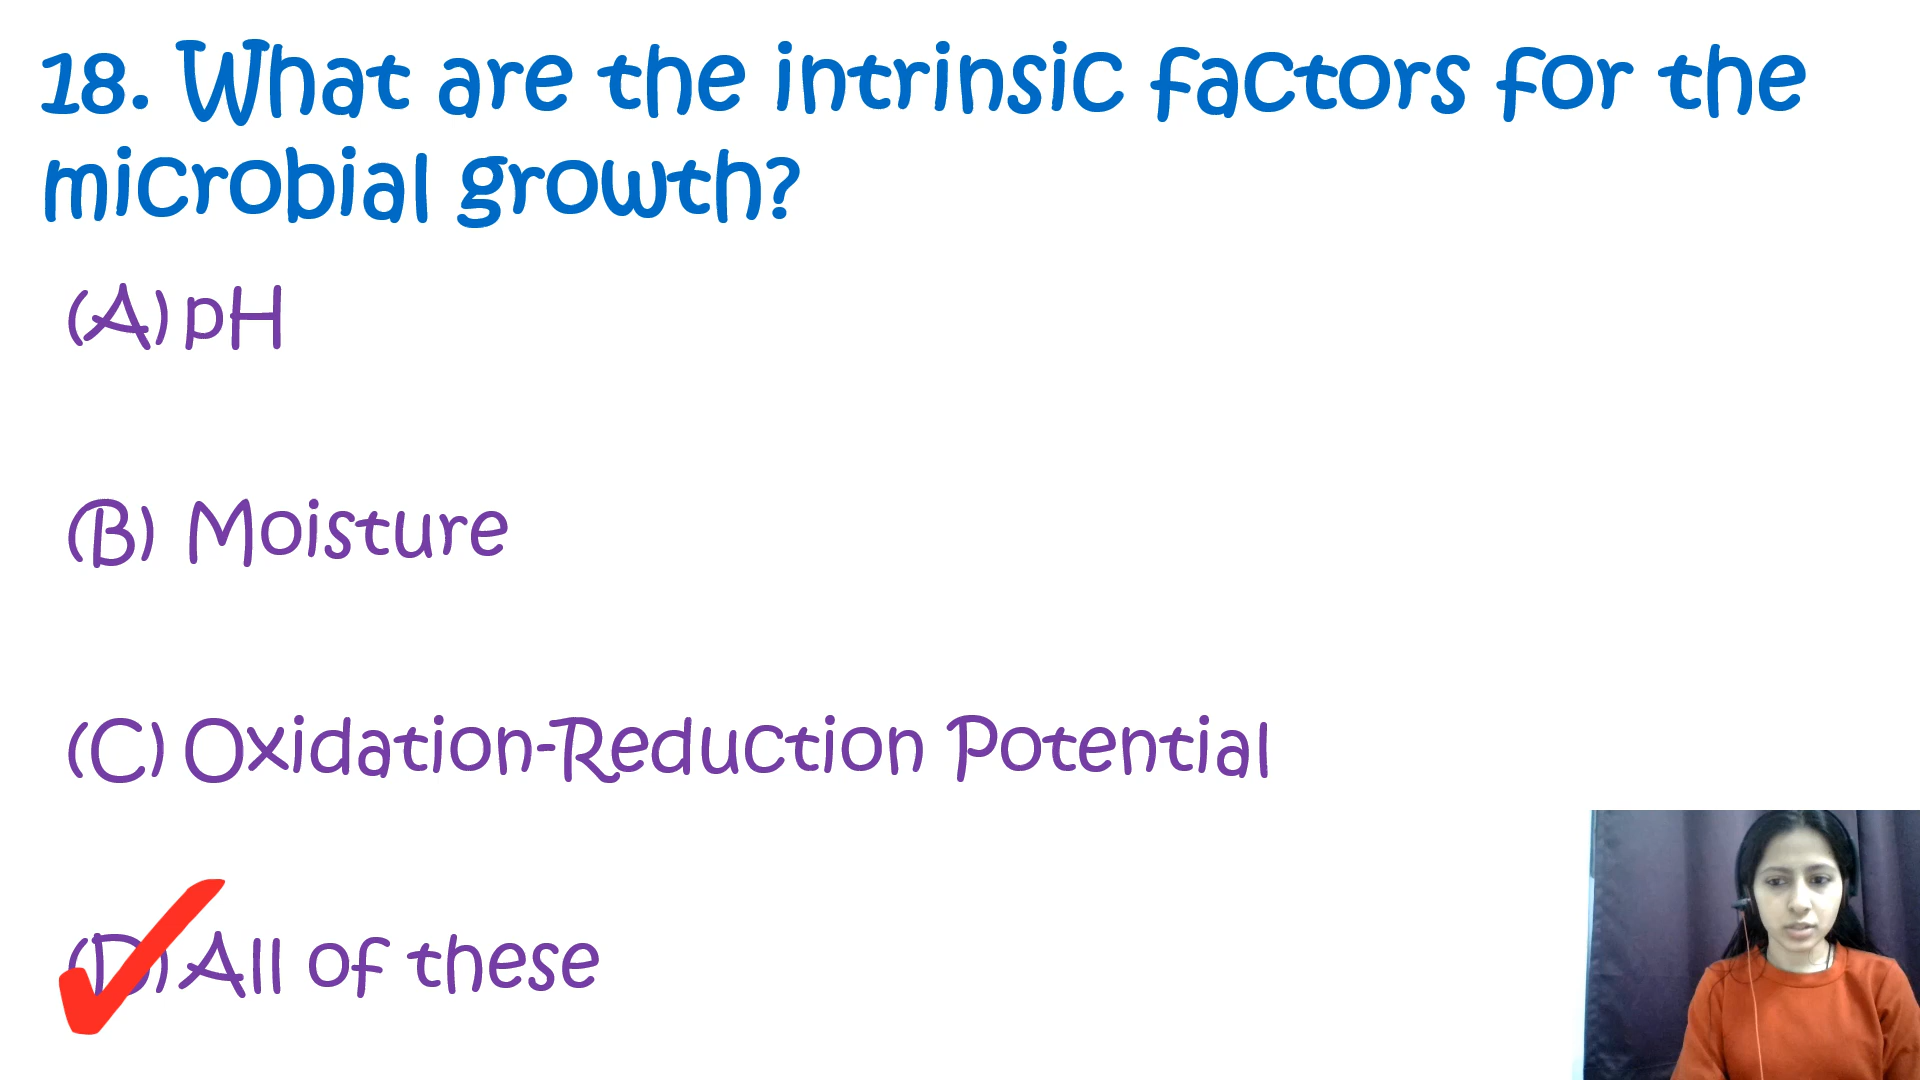 18. What are the intrinsic factors for the
microbial growth?
(A) pH
(B) Moisture
(C) Oxidation-Reduction Potential
(D) All of these